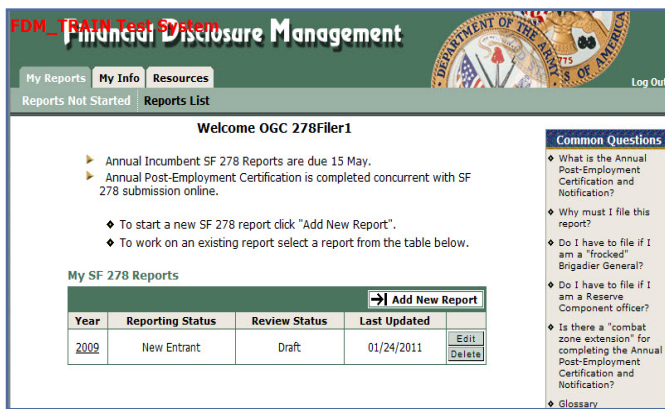 FDM_TRAIN Test System
Financial Disclosure Management
DEPARTMENT OF THE ARMY
775
S OF AMERICA
My Reports My Info Resources
Log Out
Reports Not Started Reports List
Welcome OGC 278Filer1
Annual Incumbent SF 278 Reports are due 15 May.
Annual Post-Employment Certification is completed concurrent with SF
278 submission online.
To start a new SF 278 report click "Add New Report".
To work on an existing report select a report from the table below.
My SF 278 Reports
Add New Report
Year Reporting Status Review Status Last Updated
2009 New Entrant Draft 01/24/2011 Edit
Delete
Common Questions
What is the Annual
Post-Employment
Certification and
Notification?
Why must I file this
report?
Do I have to file if I
am a "frocked"
Brigadier General?
Do I have to file if I
am a Reserve
Component officer?
Is there a "combat
zone extension" for
completing the Annual
Post-Employment
Certification and
Notification?
Glossary